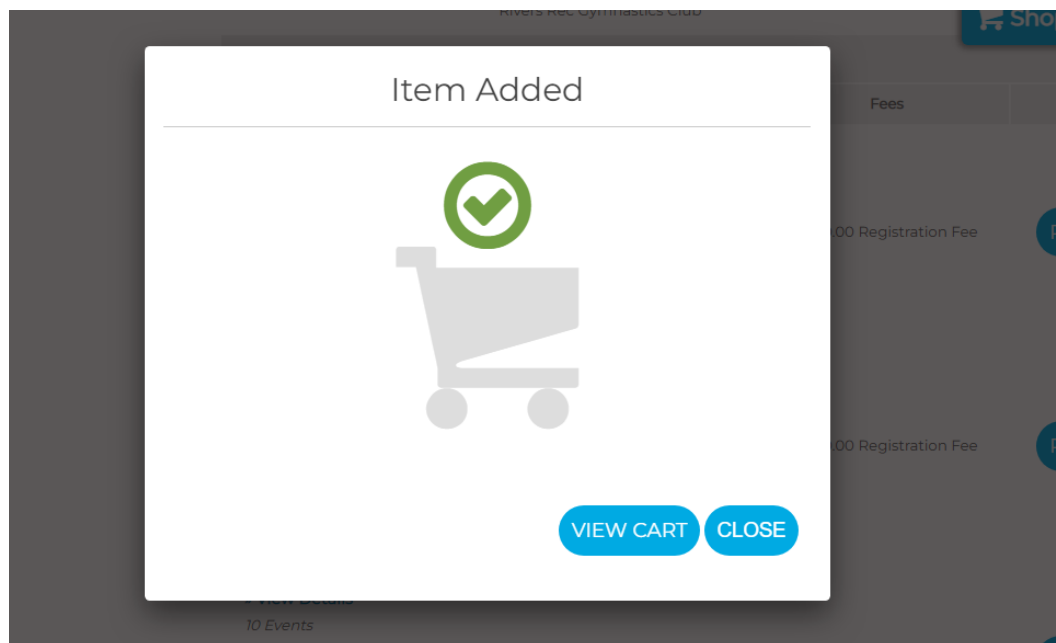 Rivers Rec Gymnastics Club
Shop
Item Added
Fees
.00 Registration Fee
.00 Registration Fee
VIEW CART
CLOSE
View Details
10 Events